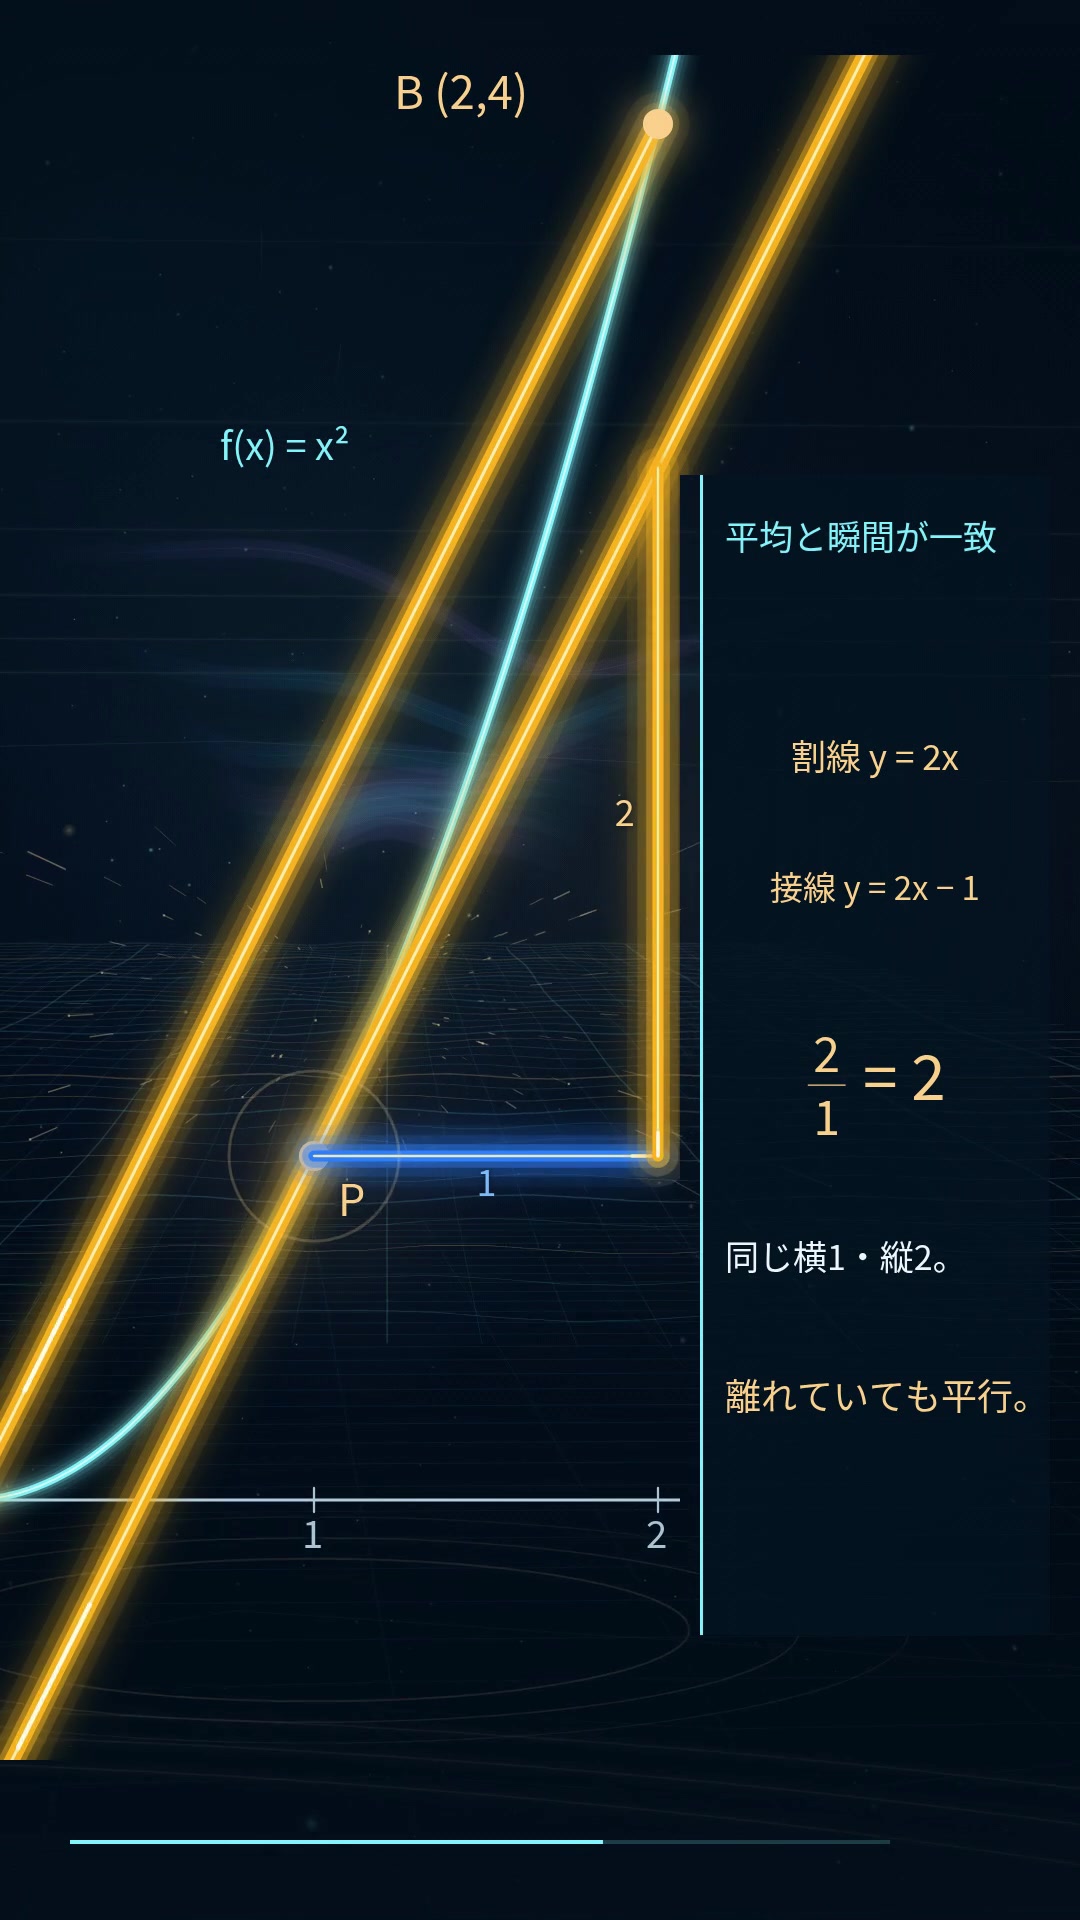 B (2,4)
f(x) = x²
平均と瞬間が一致
割線 y = 2x
2
接線 y = 2x − 1
2
1
= 2
1
P
同じ横1・縦2。
離れていても平行。
1
2